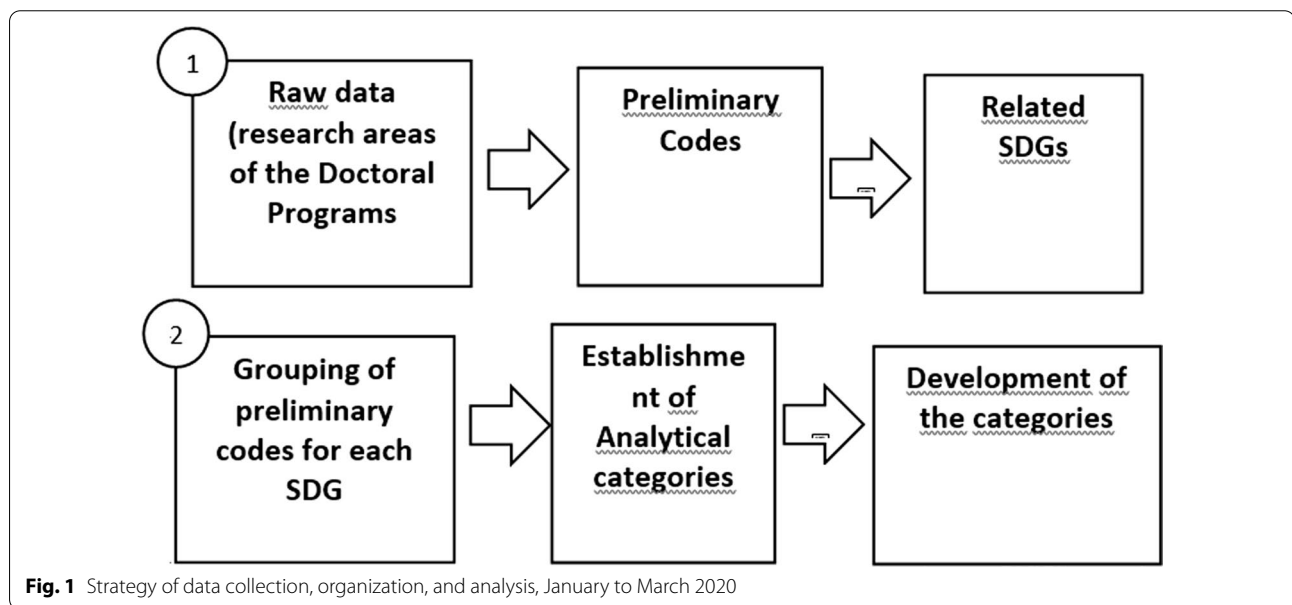 1
Raw data
(research areas
of the Doctoral
Programs
Preliminary
Codes
Related
SDGs
2
Grouping of
preliminary
codes for each
SDG
Establishme
nt of
Analytical
categories
Development of
the categories
Fig. 1 Strategy of data collection, organization, and analysis, January to March 2020